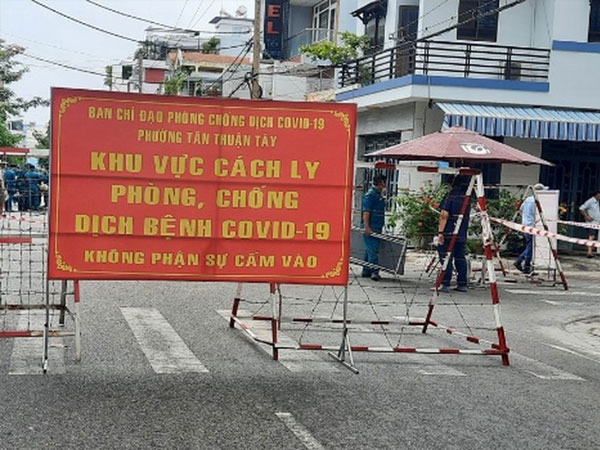 EL
BAN CHỈ ĐẠO PHÒNG CHỐNG DỊCH COVID-19
PHƯỜNG TÂN THUẬN TÂY
KHU VỰC CÁCH LY
PHÒNG, CHỐNG
DỊCH BỆNH COVID-19
KHÔNG PHẬN SỰ CẤM VÀO